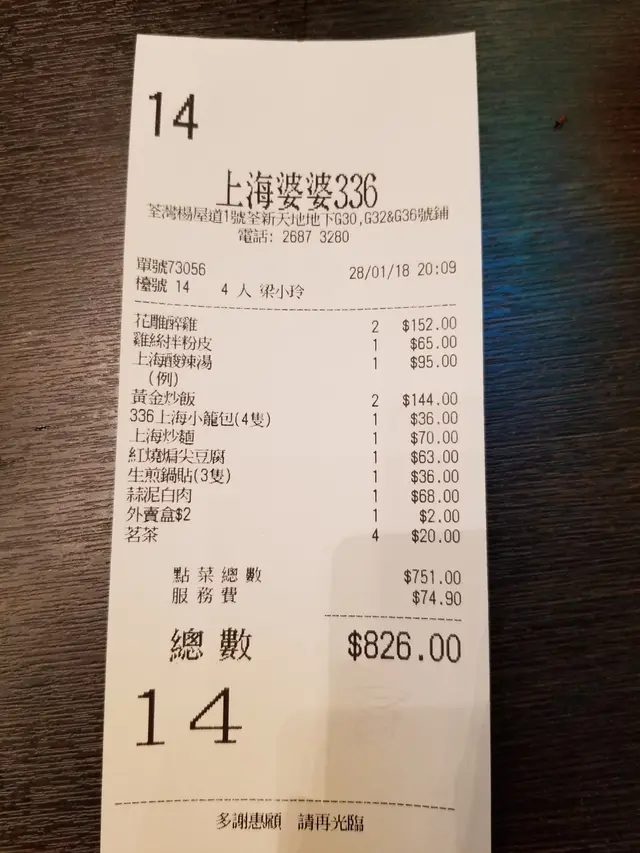 14
上海婆婆336
荃灣楊屋道1號荃新天地地下G30,G32&G36號鋪
電話: 2687 3280
單號73056 28/01/18 20:09
檯號 14 4 人 梁小玲
花雕醉雞 2 $152.00
雞絲拌粉皮 1 $65.00
上海酸辣湯 1 $95.00
(例)
黃金炒飯 2 $144.00
336上海小籠包(4隻) 1 $36.00
上海炒麵 1 $70.00
紅燒煸尖豆腐 1 $63.00
生煎鍋貼(3隻) 1 $36.00
蒜泥白肉 1 $68.00
外賣盒$2 1 $2.00
茗茶 4 $20.00
點菜總數 $751.00
服務費 $74.90
總數 $826.00
14
多謝惠顧 請再光臨